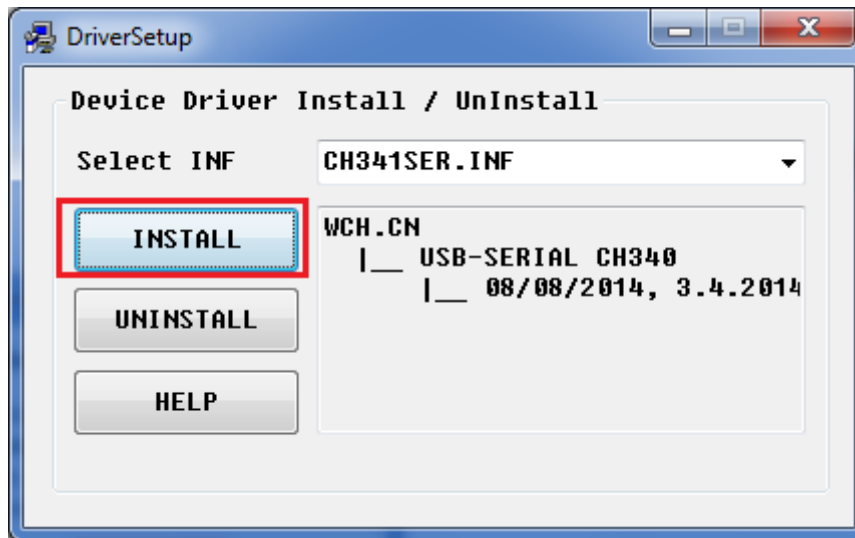 DriverSetup
Device Driver Install / UnInstall
Select INF
CH341SER.INF
INSTALL
UNINSTALL
HELP
WCH.CN
|__ USB-SERIAL CH340
|__ 08/08/2014, 3.4.2014